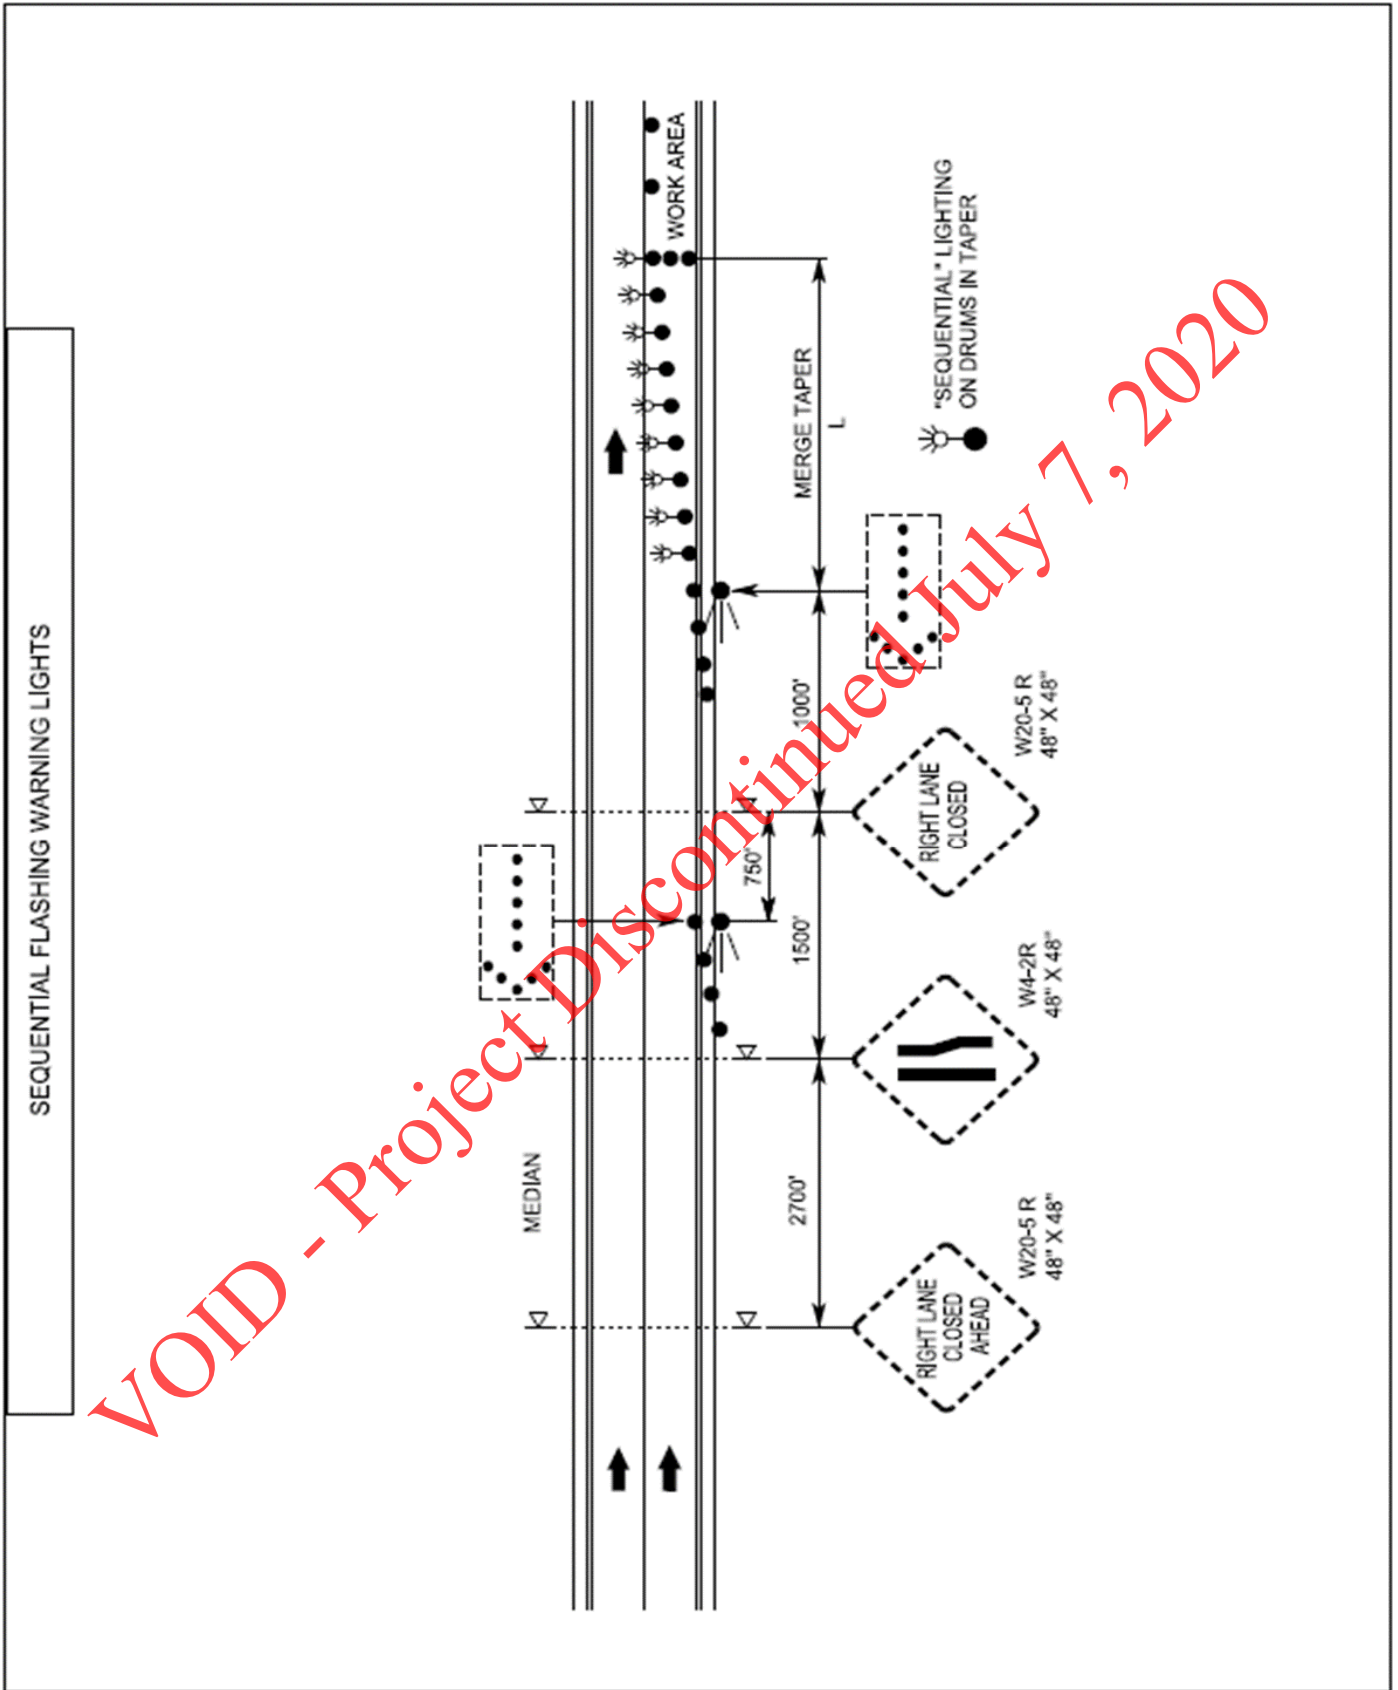 SEQUENTIAL FLASHING WARNING LIGHTS
MEDIAN
WORK AREA
750'
2700'
1500'
1000'
MERGE TAPER
L
RIGHT LANE
CLOSED
AHEAD
W20-5 R
48" X 48"
W4-2R
48" X 48"
RIGHT LANE
CLOSED
W20-5 R
48" X 48"
"SEQUENTIAL" LIGHTING
ON DRUMS IN TAPER
VOID - Project Discontinued July 7, 2020